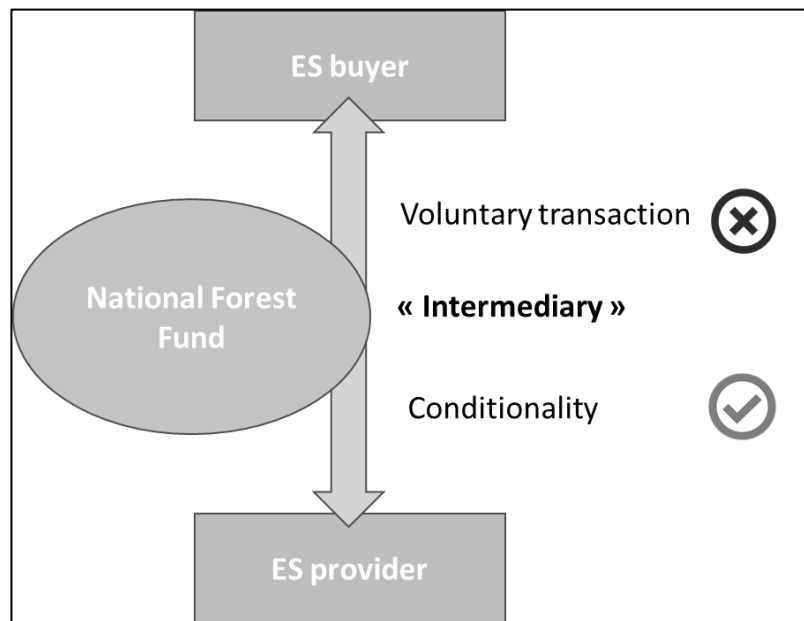 ES buyer
Voluntary transaction
National Forest
Fund
« Intermediary »
Conditionality
ES provider